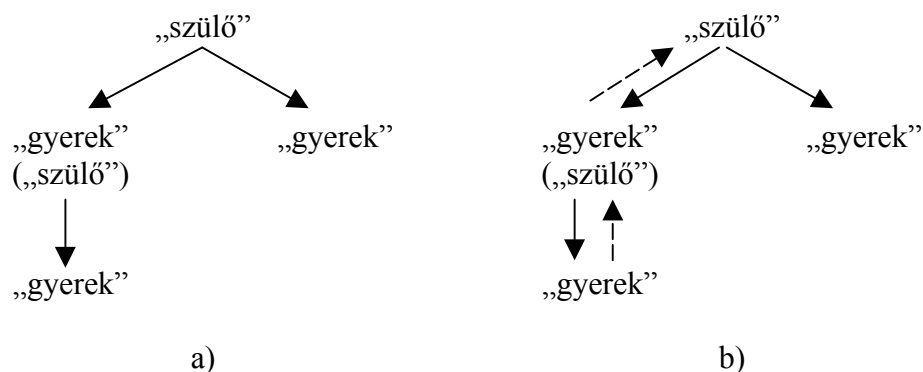 „szülő” „szülő”
„gyerek” „gyerek” „gyerek” „gyerek”
(„szülő”) („szülő”)
„gyerek” „gyerek”
a) b)